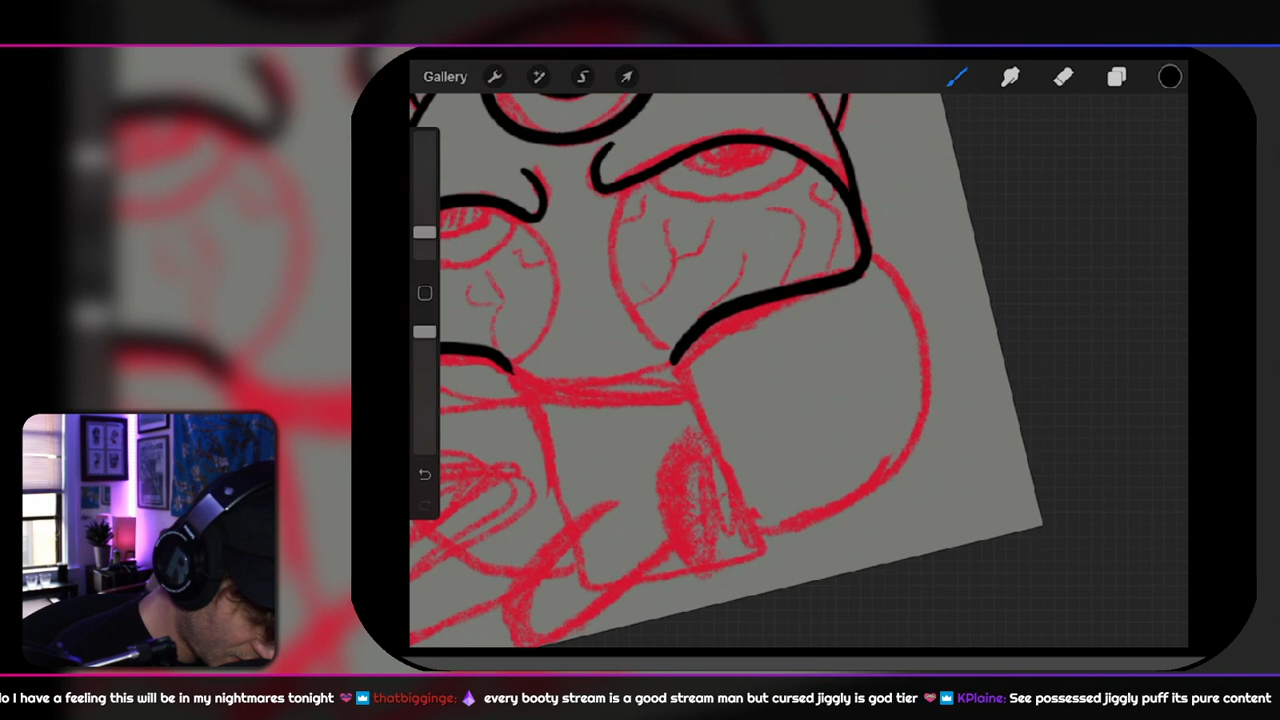 Gallery
lo I have a feeling this will be in my nightmares tonight thatbigginge: every booty stream is a good stream man but cursed jiggly is god tier KPlaine: See possessed jiggly puff its pure content